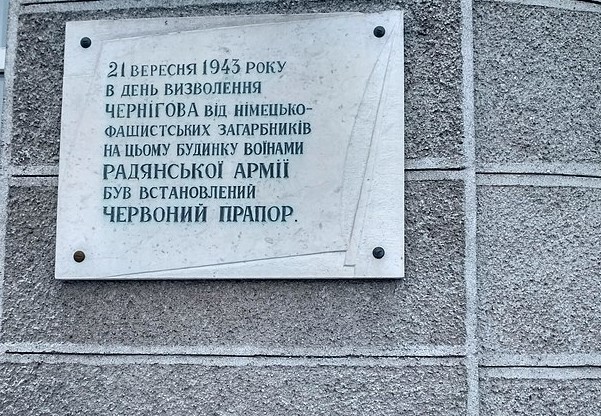 21 ВЕРЕСНЯ 1943 РОКУ
В ДЕНЬ ВИЗВОЛЕННЯ
ЧЕРНІГОВА ВІД НІМЕЦЬКО-
ФАШИСТСЬКИХ ЗАГАРБНИКІВ
НА ЦЬОМУ БУДИНКУ ВОЇНАМИ
РАДЯНСЬКОЇ АРМІЇ
БУВ ВСТАНОВЛЕНИЙ
ЧЕРВОНИЙ ПРАПОР.